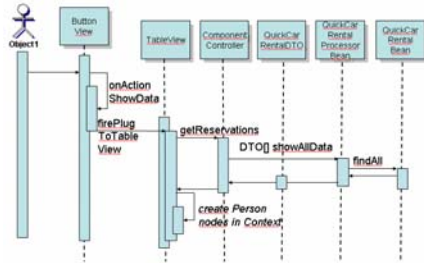 Object1
Button
View
TableView
Component
Controller
QuickCar
RentalDTO
QuickCar
Rental
Processor
Bean
QuickCar
Rental
Bean
onAction
ShowData
firePlug
ToTable
View
getReservations
DTO[] showAllData
findAll
create Person
nodes in Context